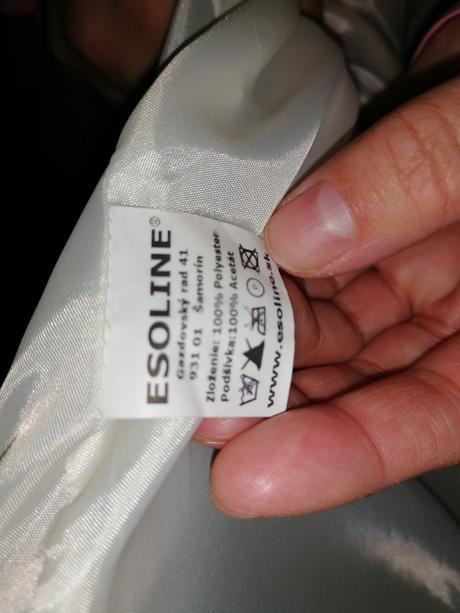 ESOLINE®
Gazdovský rad 41
931 01 Šamorín
Zloženie: 100% Polyester
Podšívka:100% Acetát
P
www.esoline.sk